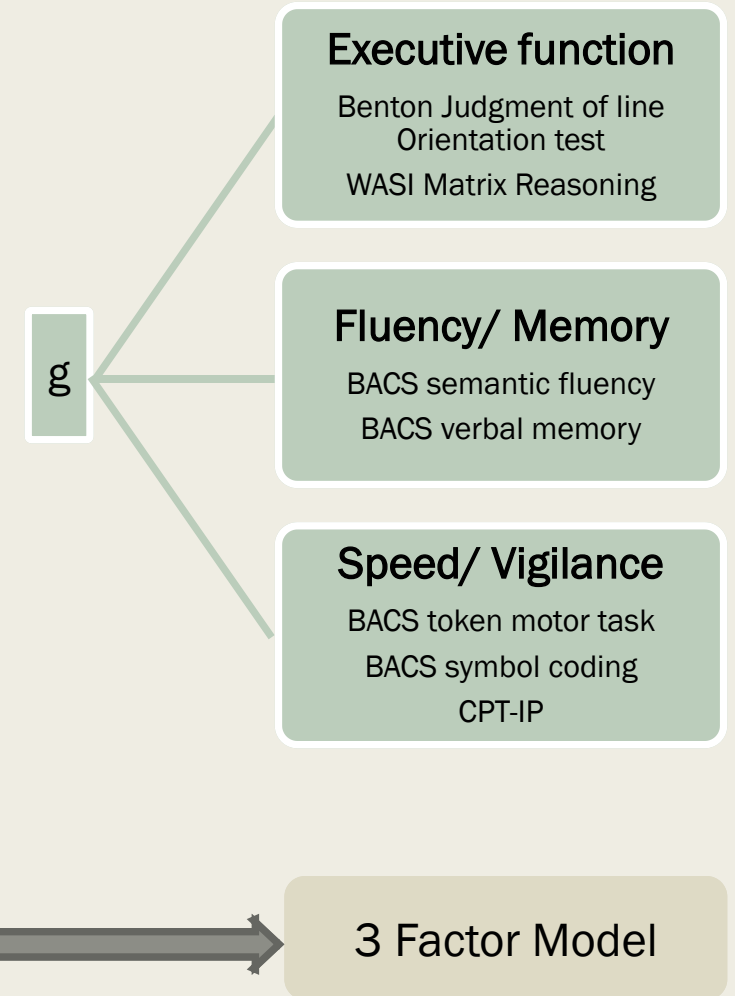 Executive function
Benton Judgment of line
Orientation test
WASI Matrix Reasoning
g
Fluency/ Memory
BACS semantic fluency
BACS verbal memory
Speed/ Vigilance
BACS token motor task
BACS symbol coding
CPT-IP
3 Factor Model